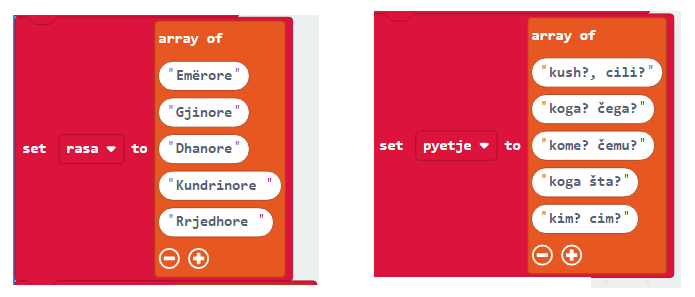 array of
"Emërore"
"Gjinore"
set rasa to
"Dhanore"
"Kundrinore "
"Rrjedhore "
array of
"kush?, cili?"
"koga? čega?"
set pyetje to
"kome? čemu?"
"koga šta?"
"kim? cim?"